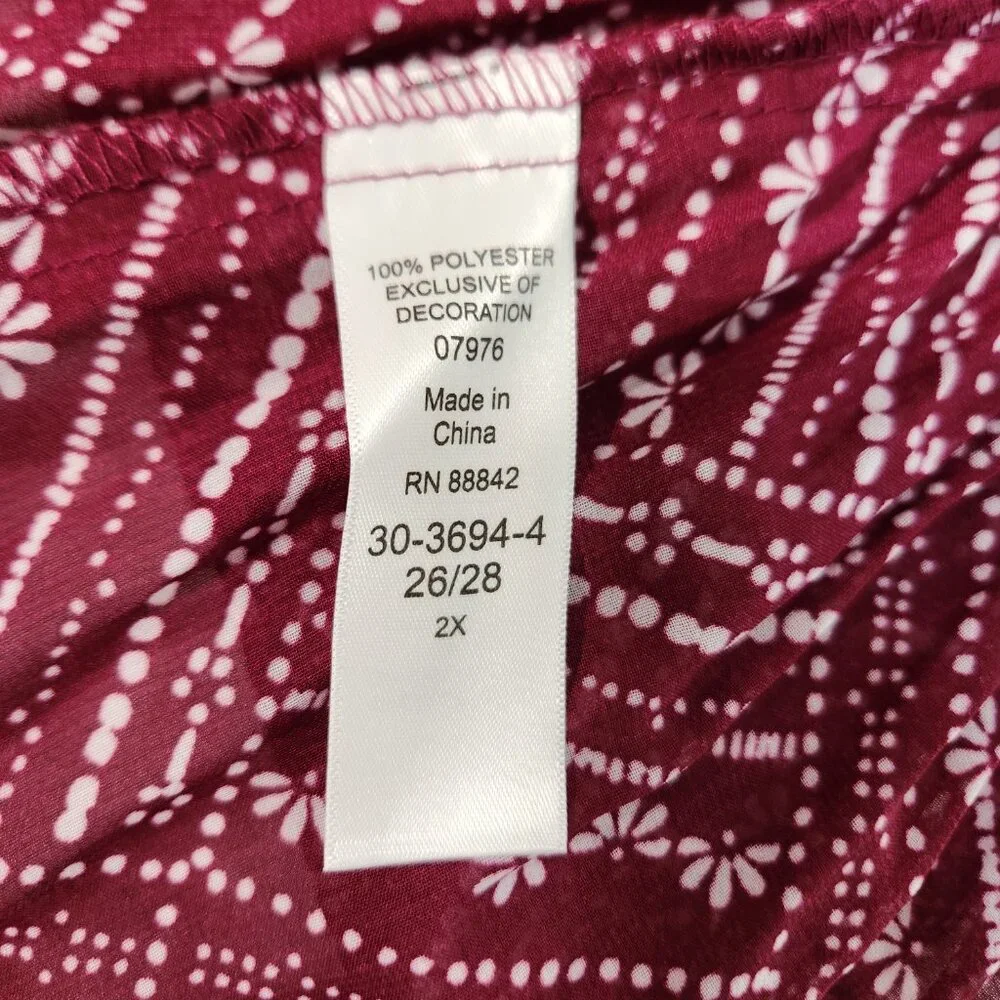 100% POLYESTER
EXCLUSIVE OF
DECORATION
07976
Made in
China
RN 88842
30-3694-4
26/28
2X